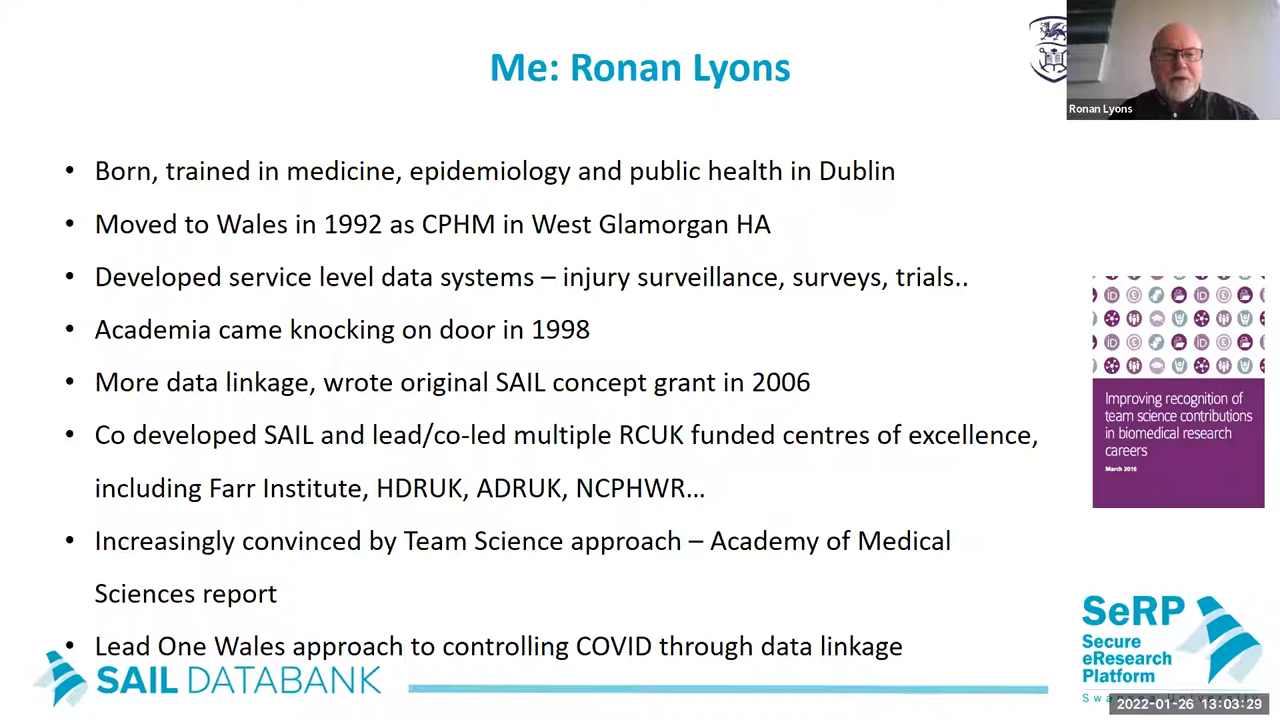 Me: Ronan Lyons
Ronan Lyons
• Born, trained in medicine, epidemiology and public health in Dublin
• Moved to Wales in 1992 as CPHM in West Glamorgan HA
• Developed service level data systems – injury surveillance, surveys, trials..
• Academia came knocking on door in 1998
• More data linkage, wrote original SAIL concept grant in 2006
• Co developed SAIL and lead/co-led multiple RCUK funded centres of excellence,
including Farr Institute, HDRUK, ADRUK, NCPHWR…
• Increasingly convinced by Team Science approach – Academy of Medical
Sciences report
• Lead One Wales approach to controlling COVID through data linkage
Improving recognition of
team science contributions
in biomedical research
careers
March 2016
SAIL DATABANK
SeRP
Secure
eResearch
Platform
2022-01-26 13:03:29